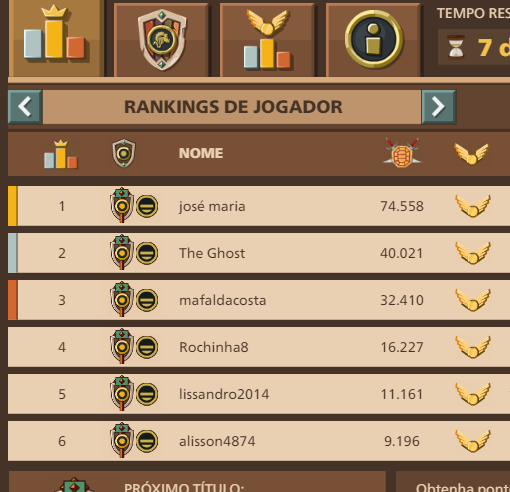 TEMPO RES
7 d
RANKINGS DE JOGADOR
NOME
1 josé maria 74.558
2 The Ghost 40.021
3 mafaldacosta 32.410
4 Rochinha8 16.227
5 lissandro2014 11.161
6 alisson4874 9.196
PRÓXIMO TÍTULO:
Obtenha pont